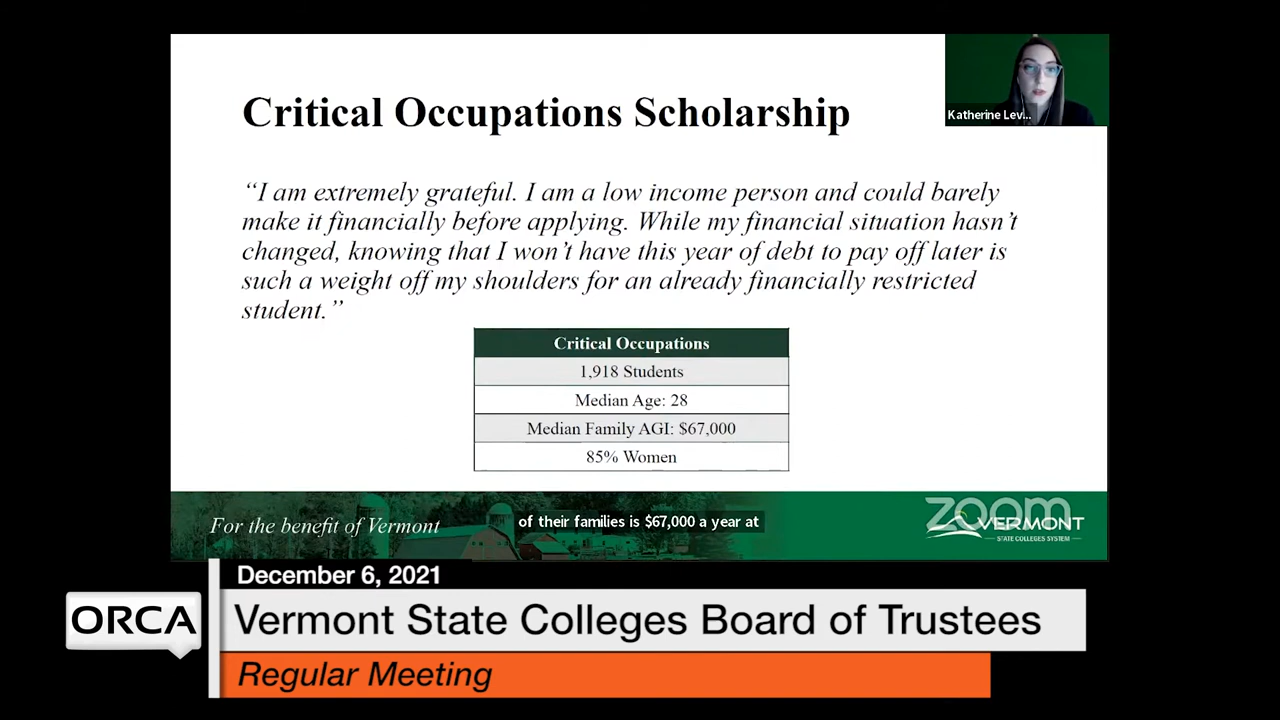 Critical Occupations Scholarship
Katherine Lev...
“I am extremely grateful. I am a low income person and could barely
make it financially before applying. While my financial situation hasn’t
changed, knowing that I won’t have this year of debt to pay off later is
such a weight off my shoulders for an already financially restricted
student.”
Critical Occupations
1,918 Students
Median Age: 28
Median Family AGI: $67,000
85% Women
For the benefit of Vermont
of their families is $67,000 a year at
zoom
VERMONT
STATE COLLEGES SYSTEM
December 6, 2021
ORCA
Vermont State Colleges Board of Trustees
Regular Meeting